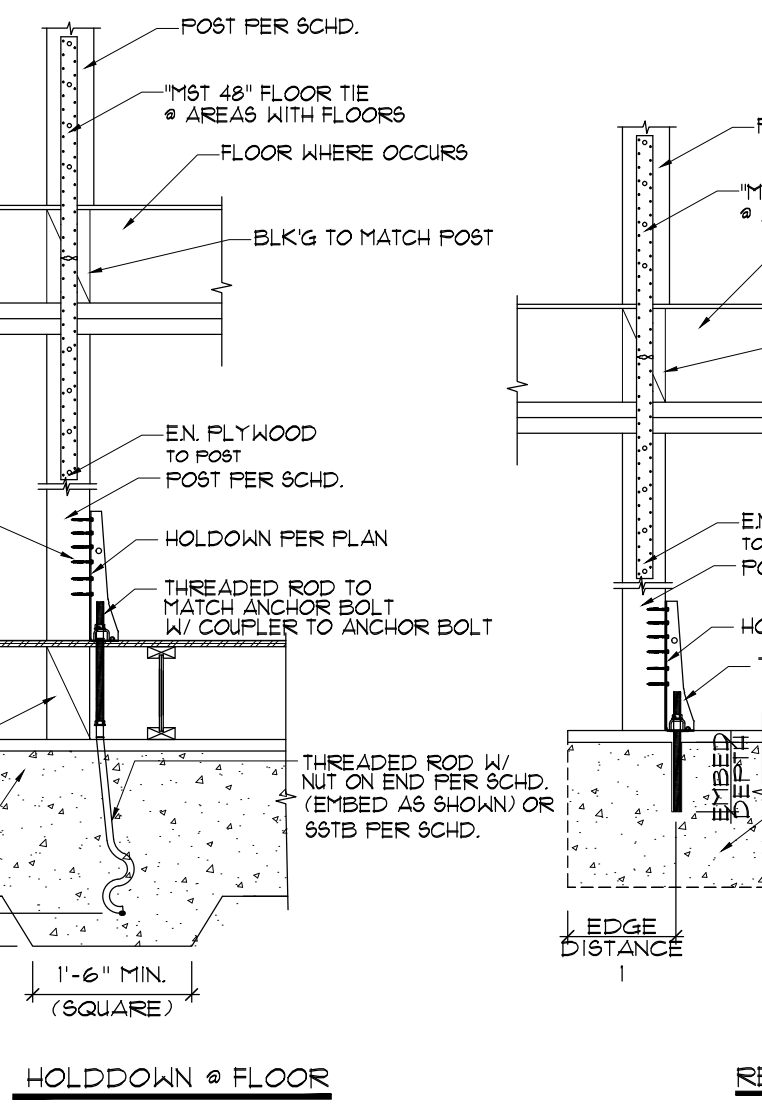 POST PER SCHD.
"MST 48" FLOOR TIE
@ AREAS WITH FLOORS
FLOOR WHERE OCCURS
BLK'G TO MATCH POST
E.N. PLYWOOD
TO POST
POST PER SCHD.
HOLDOWN PER PLAN
THREADED ROD TO
MATCH ANCHOR BOLT
W/ COUPLER TO ANCHOR BOLT
THREADED ROD W/
NUT ON END PER SCHD.
(EMBED AS SHOWN) OR
SSTB PER SCHD.
1'-6" MIN.
(SQUARE)
HOLDDOWN @ FLOOR
"M
@
TO
EMBED
DEPTH
EDGE
DISTANCE
1
RE